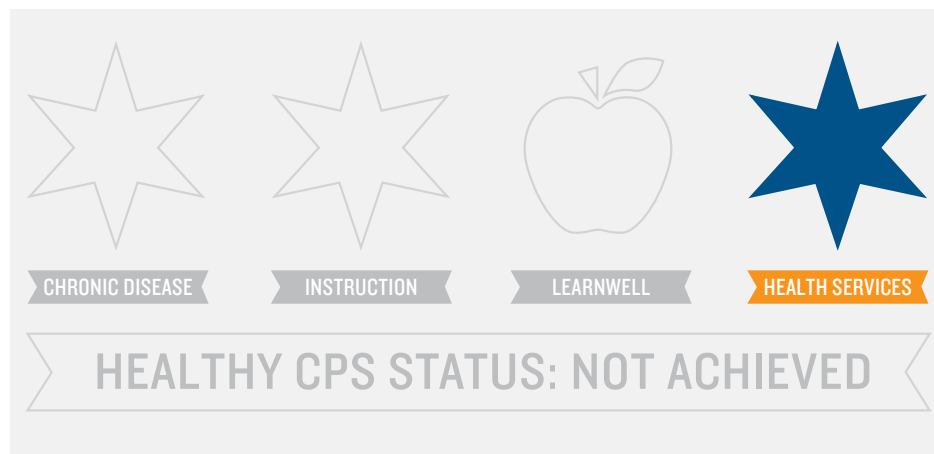 CHRONIC DISEASE
INSTRUCTION
LEARNWELL
HEALTH SERVICES
HEALTHY CPS STATUS: NOT ACHIEVED